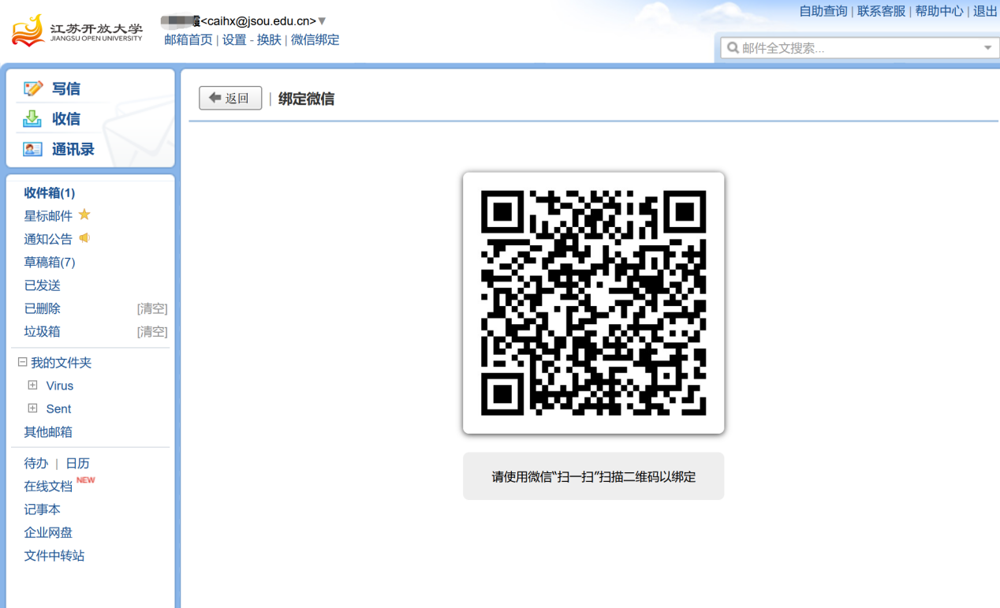 江苏开放大学
JIANGSU OPEN UNIVERSITY
霞<caihx@jsou.edu.cn>
邮箱首页 | 设置 - 换肤 | 微信绑定
自助查询 | 联系客服 | 帮助中心 | 退出
邮件全文搜索...
写信
收信
通讯录
返回 | 绑定微信
收件箱(1)
星标邮件
通知公告
草稿箱(7)
已发送
已删除 [清空]
垃圾箱 [清空]
我的文件夹
Virus
Sent
其他邮箱
待办 | 日历
在线文档 NEW
记事本
企业网盘
文件中转站
请使用微信“扫一扫”扫描二维码以绑定